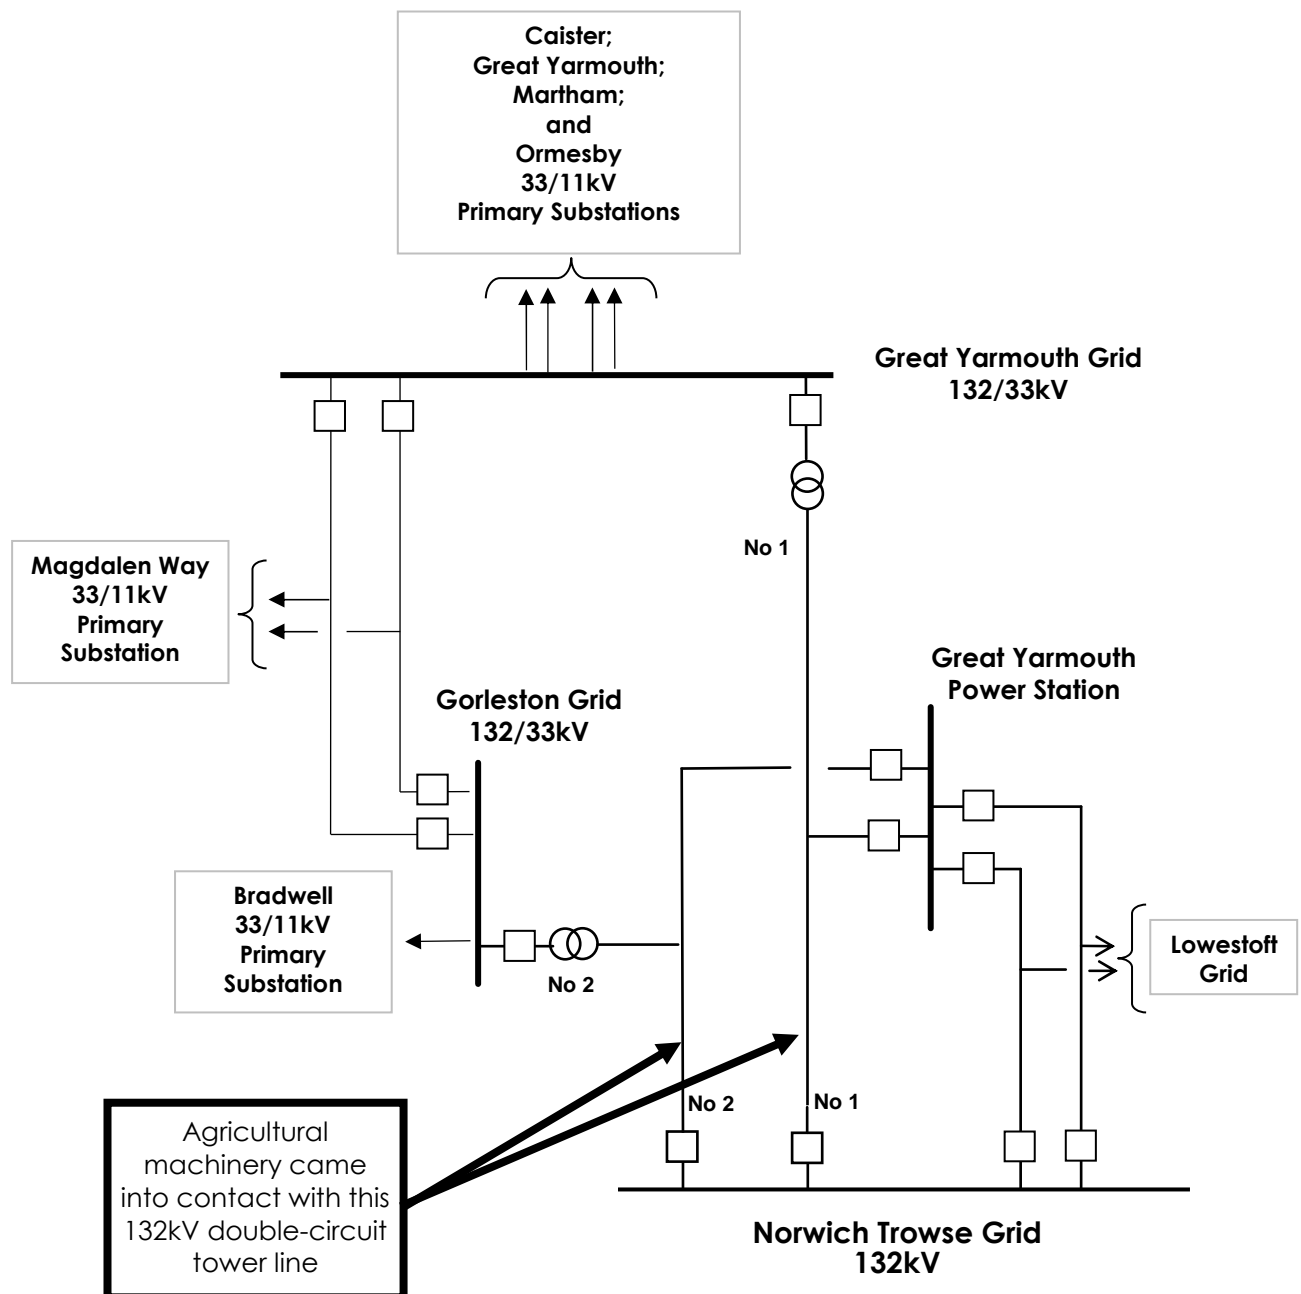 Caister;
Great Yarmouth;
Martham;
and
Ormesby
33/11kV
Primary Substations
Great Yarmouth Grid
132/33kV
No 1
Magdalen Way
33/11kV
Primary
Substation
Great Yarmouth
Power Station
Gorleston Grid
132/33kV
Bradwell
33/11kV
Primary
Substation
No 2
Lowestoft
Grid
No 2
No 1
Agricultural
machinery came
into contact with this
132kV double-circuit
tower line
Norwich Trowse Grid
132kV